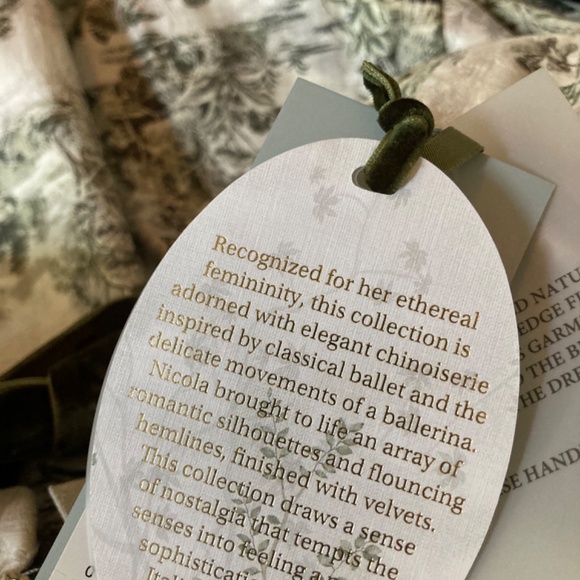 Recognized for her ethereal
femininity, this collection is
adorned with elegant chinoiserie
inspired by classical ballet and the
delicate movements of a ballerina.
Nicola brought to life an array of
romantic silhouettes and flouncing
hemlines, finished with velvets.
This collection draws a sense
of nostalgia that tempts the
senses into feeling a
D NATU
EDGE F
GARM
THE B
THE DRE
SE HAND